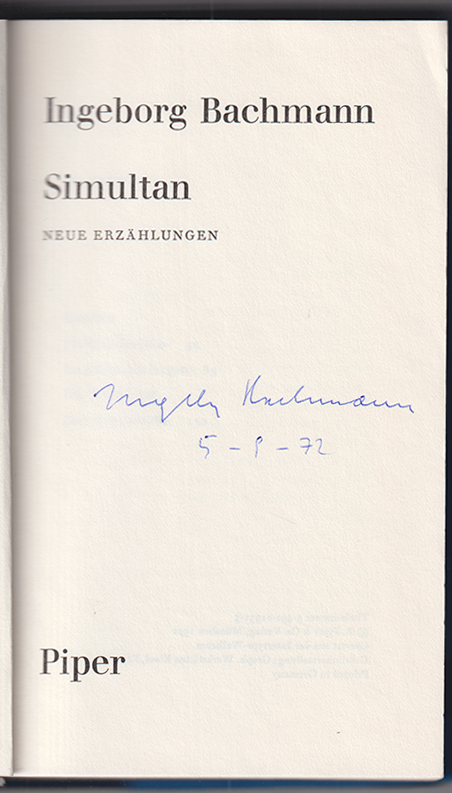 Ingeborg Bachmann
Simultan
NEUE ERZÄHLUNGEN
Ingeborg Bachmann
5 - 9 - 72
Piper